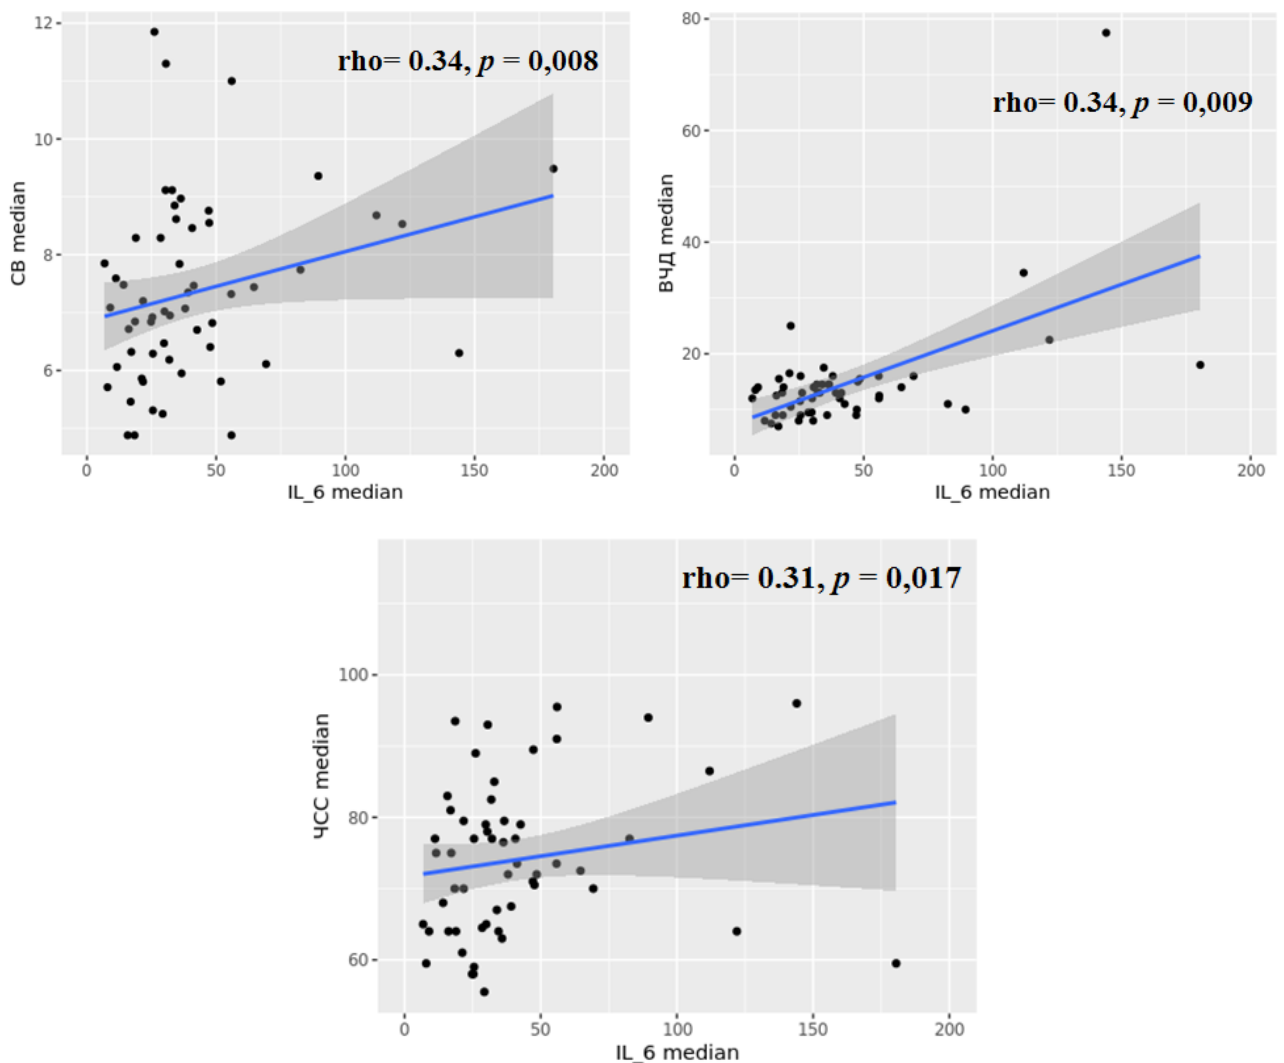 rho= 0.34, p = 0,008
12
10
8
6
СВ median
0 50 100 150 200
IL_6 median
rho= 0.34, p = 0,009
80
60
40
20
ВЧД median
0 50 100 150 200
IL_6 median
rho= 0.31, p = 0,017
100
80
60
ЧСС median
0 50 100 150 200
IL_6 median